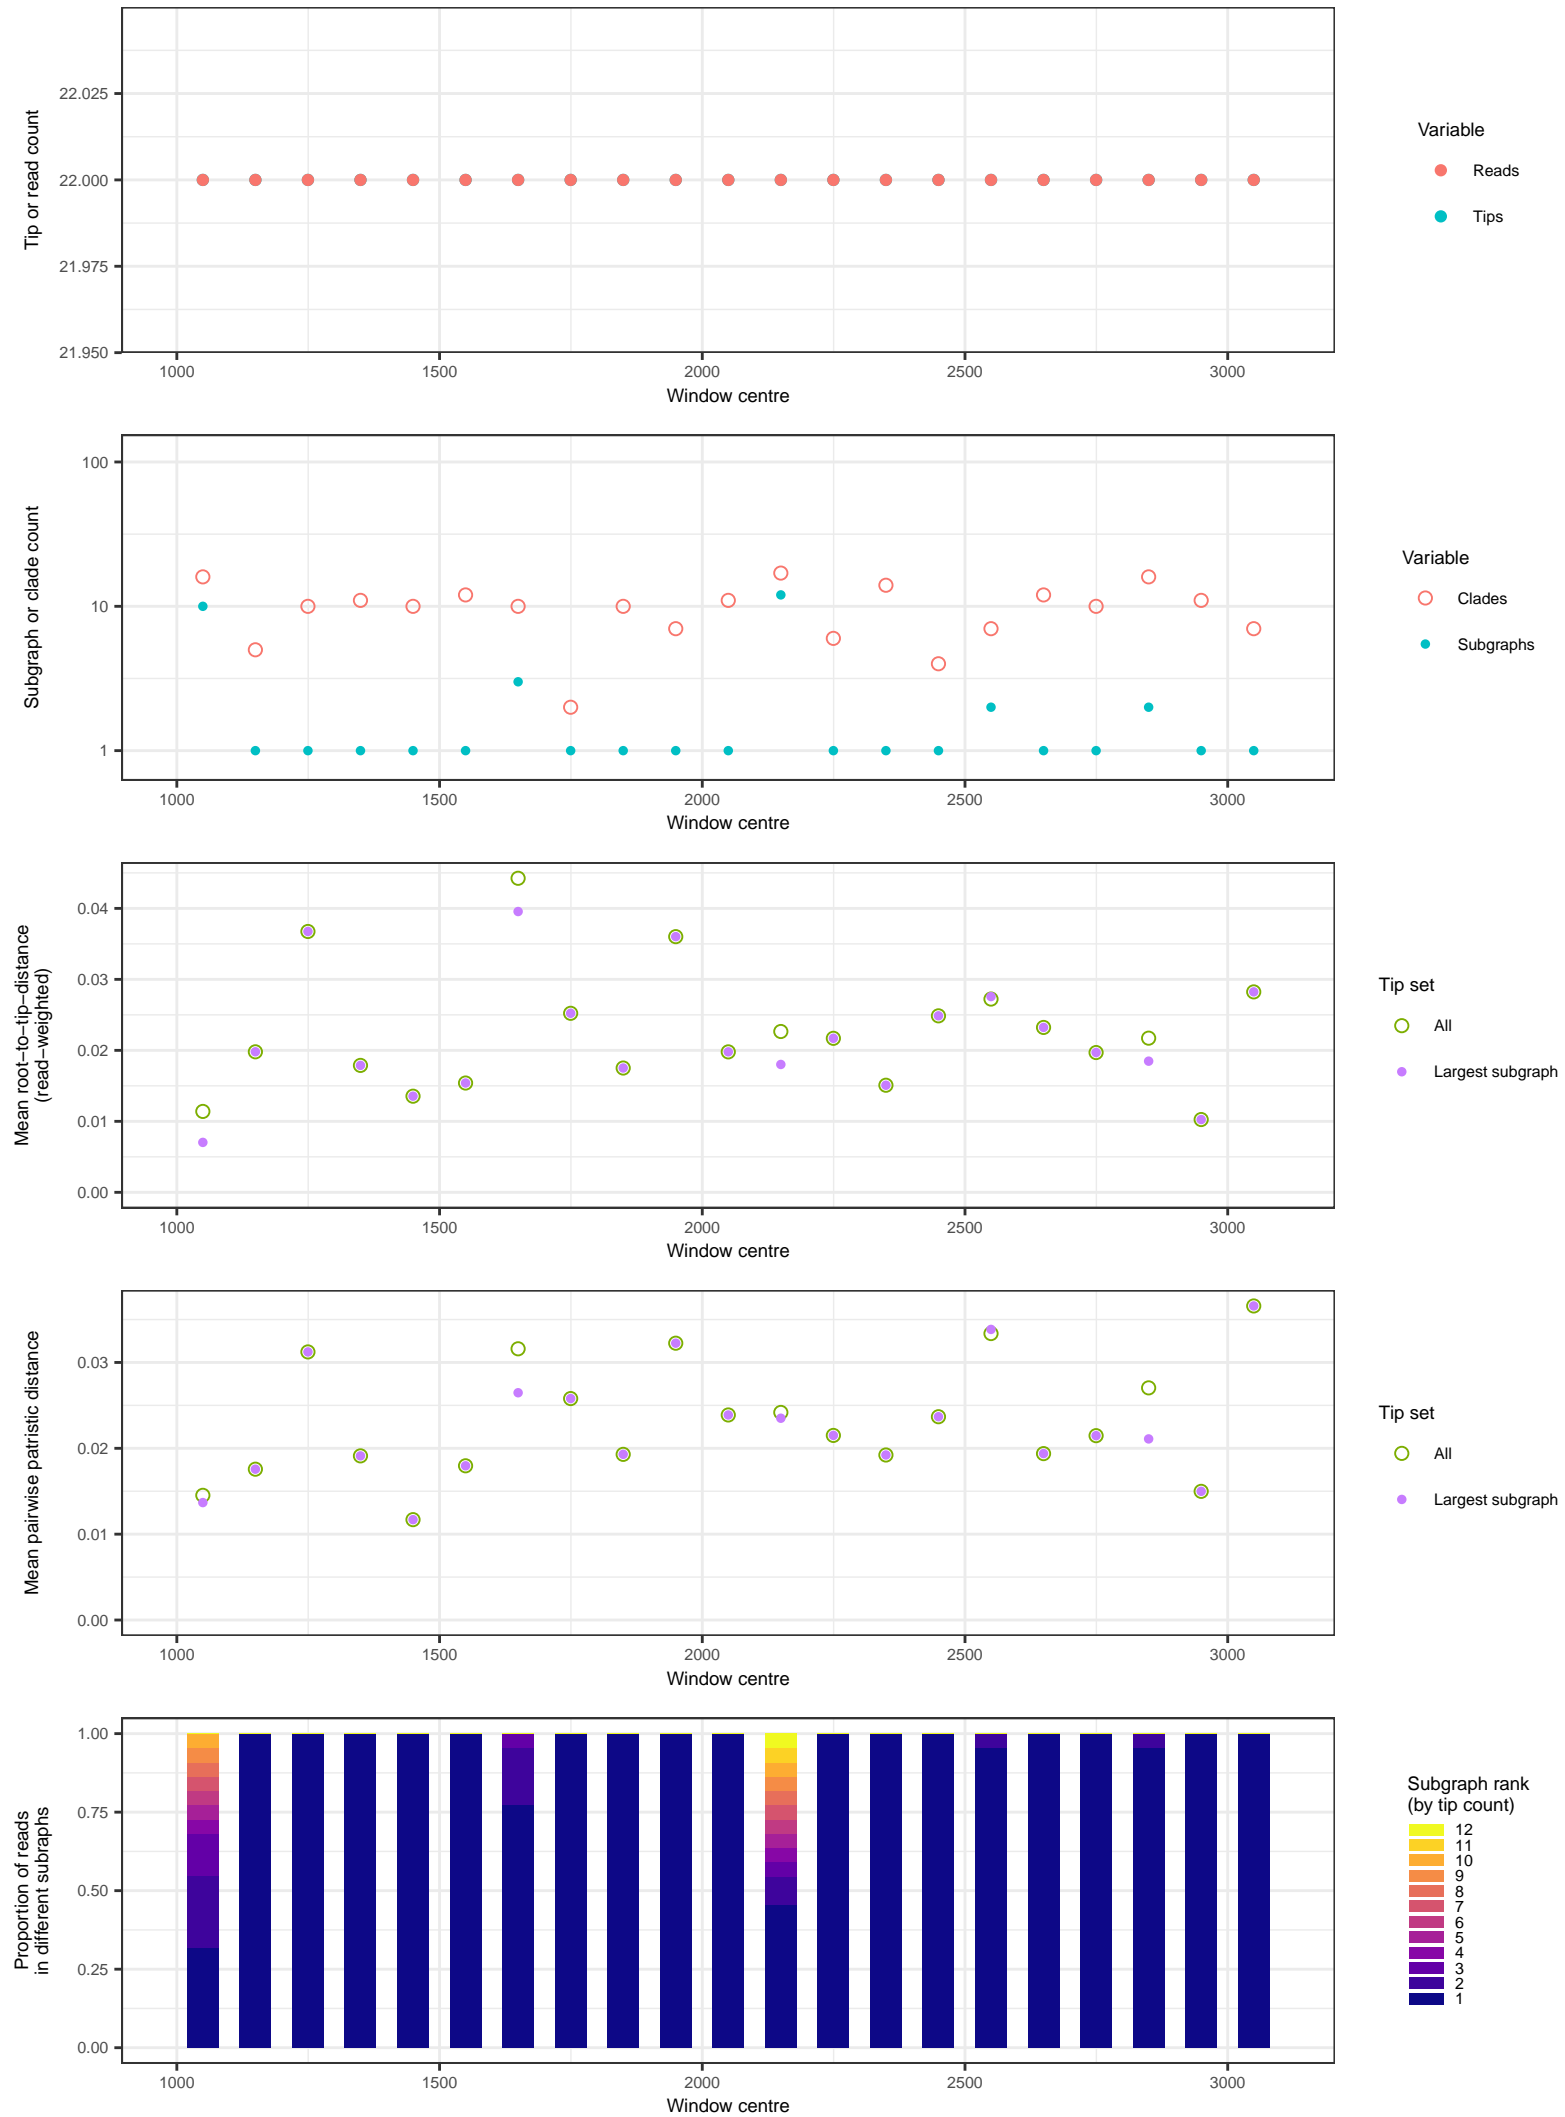 22.025
22.000
21.975
21.950
Tip or read count
1000 1500 2000 2500 3000
Window centre
Variable
Reads
Tips
100
10
1
Subgraph or clade count
1000 1500 2000 2500 3000
Window centre
Variable
Clades
Subgraphs
0.04
0.03
0.02
0.01
0.00
Mean root−to−tip−distance
(read−weighted)
1000 1500 2000 2500 3000
Window centre
Tip set
All
Largest subgraph
0.03
0.02
0.01
0.00
Mean pairwise patristic distance
1000 1500 2000 2500 3000
Window centre
Tip set
All
Largest subgraph
1.00
0.75
0.50
0.25
0.00
Proportion of reads
in different subraphs
1000 1500 2000 2500 3000
Window centre
Subgraph rank
(by tip count)
12
11
10
9
8
7
6
5
4
3
2
1